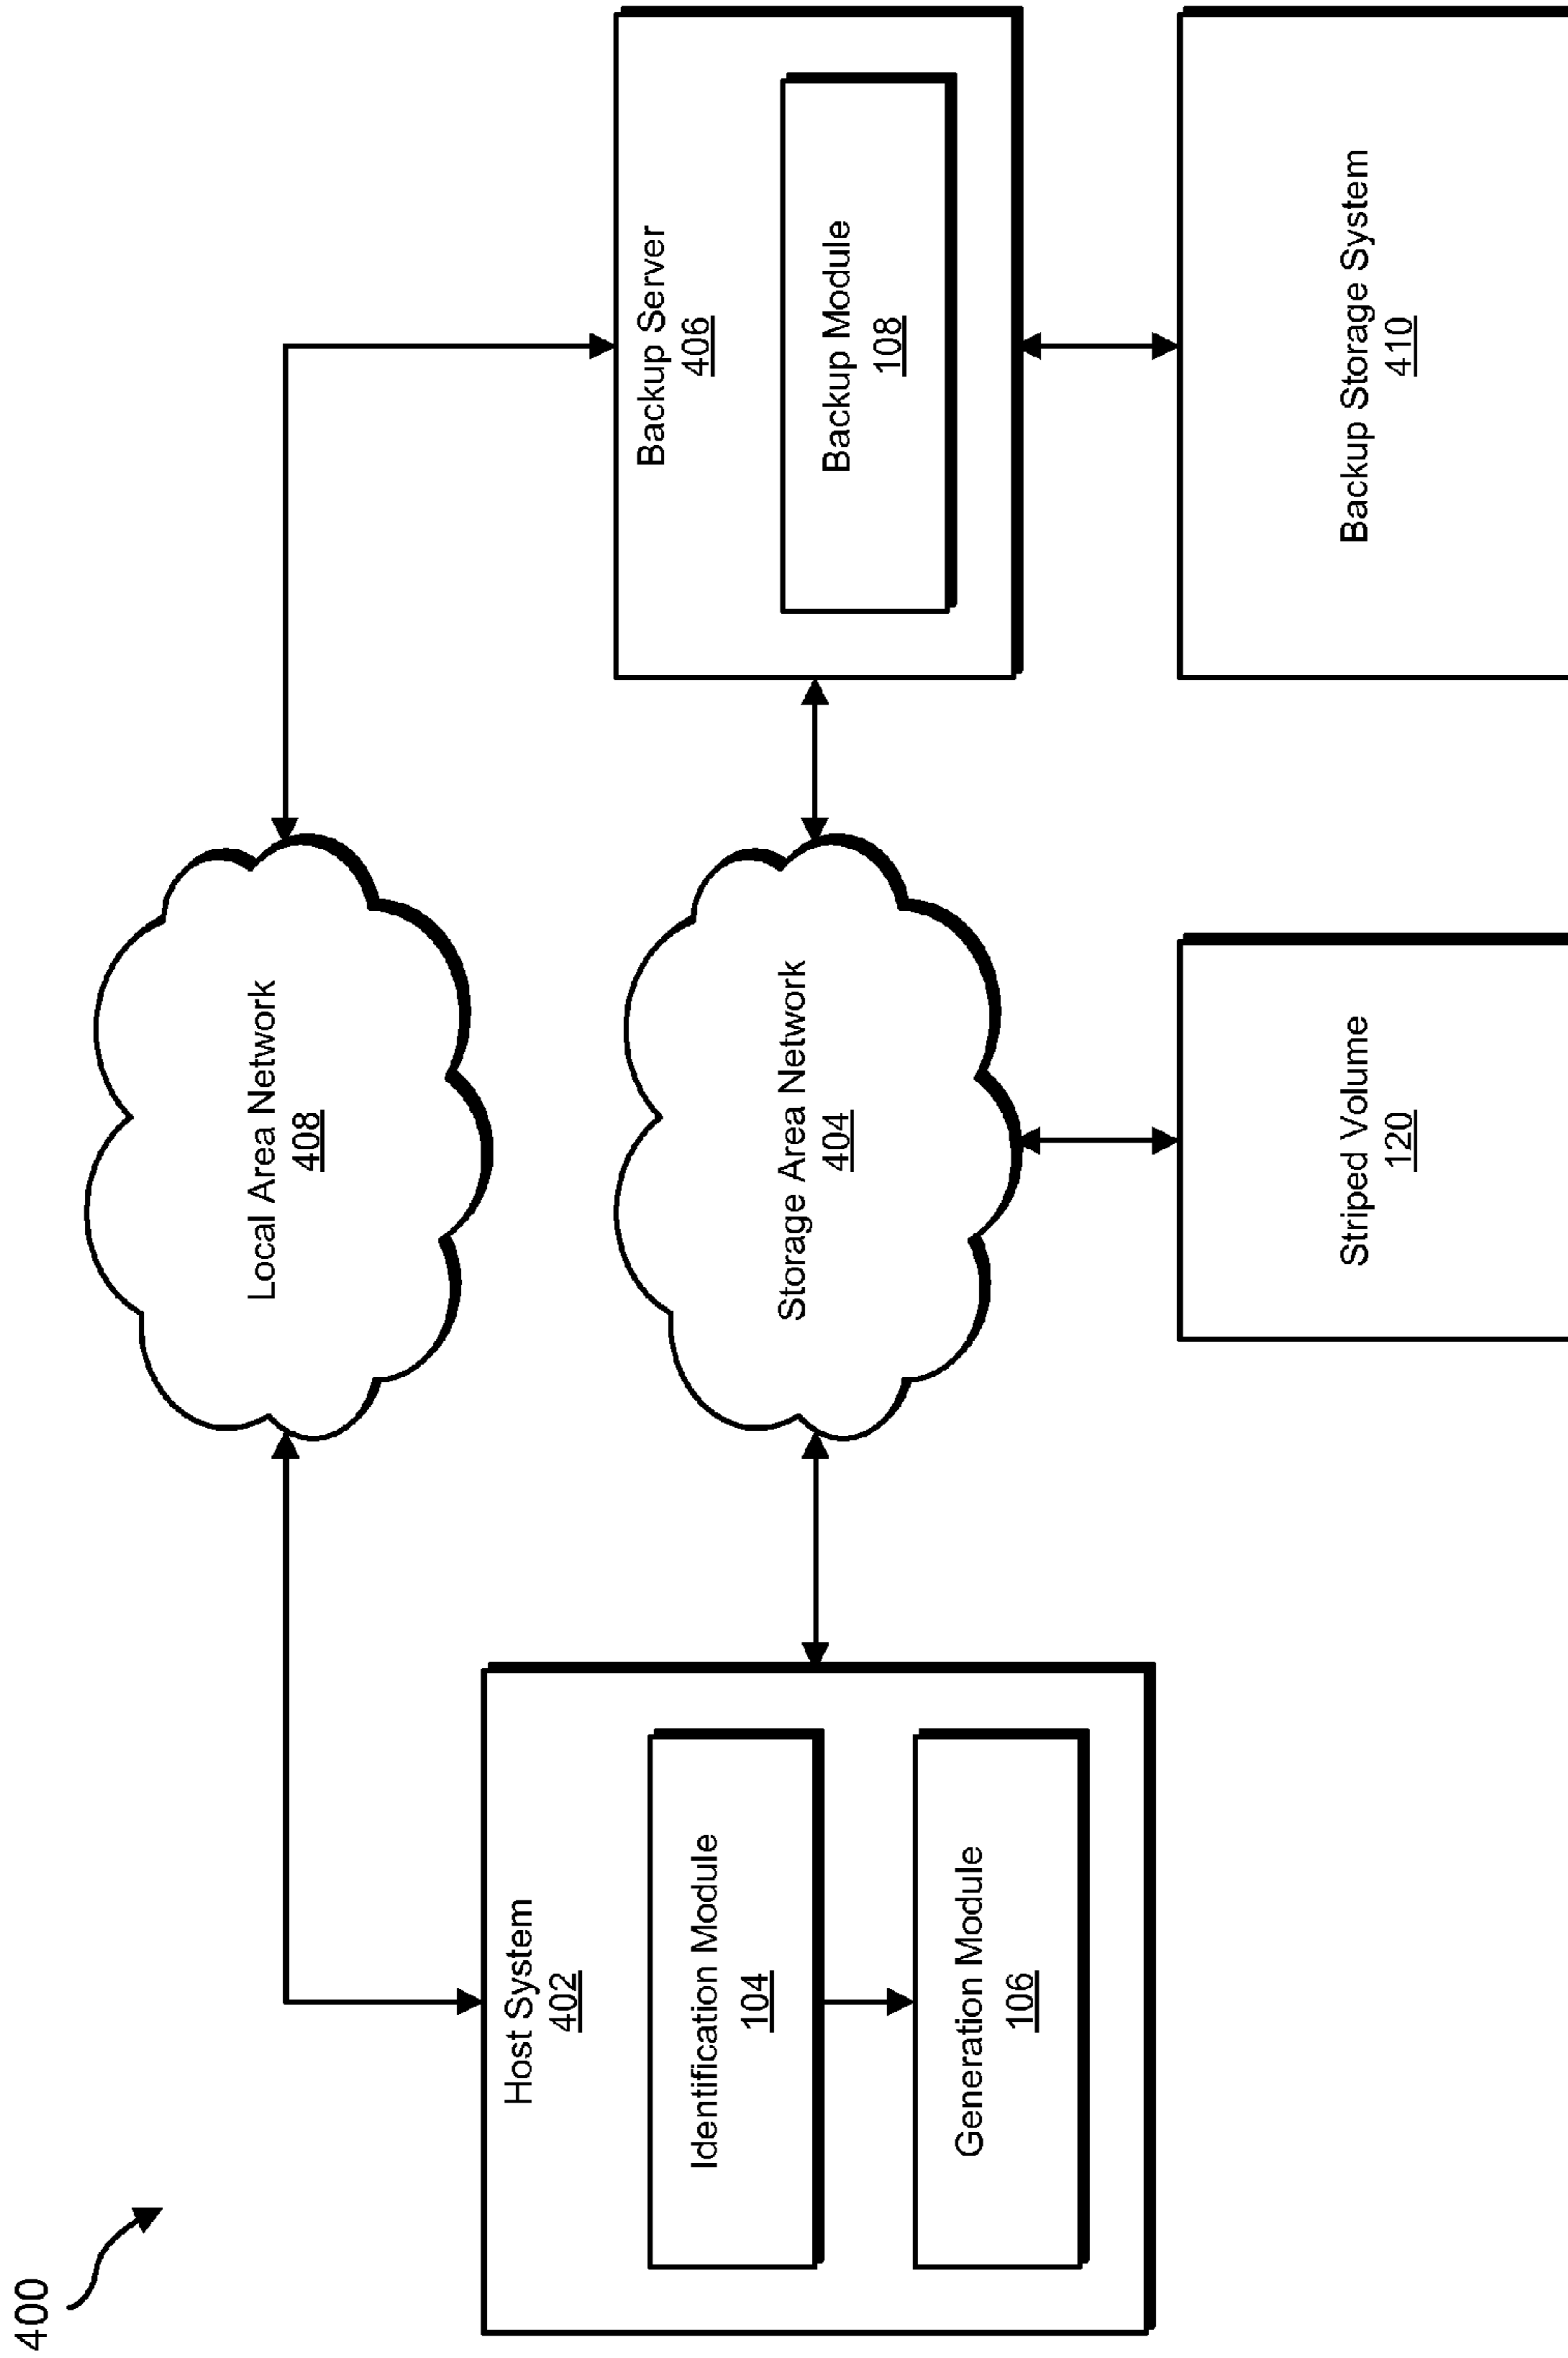 400
Local Area Network
408
Host System
402
Identification Module
104
Generation Module
106
Storage Area Network
404
Backup Server
406
Backup Module
108
Striped Volume
120
Backup Storage System
410